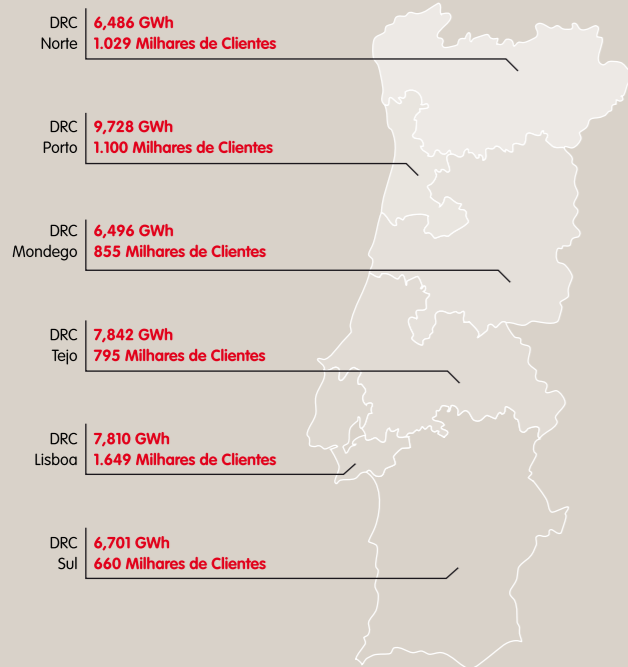 DRC
Norte
6,486 GWh
1.029 Milhares de Clientes
DRC
Porto
9,728 GWh
1.100 Milhares de Clientes
DRC
Mondego
6,496 GWh
855 Milhares de Clientes
DRC
Tejo
7,842 GWh
795 Milhares de Clientes
DRC
Lisboa
7,810 GWh
1.649 Milhares de Clientes
DRC
Sul
6,701 GWh
660 Milhares de Clientes